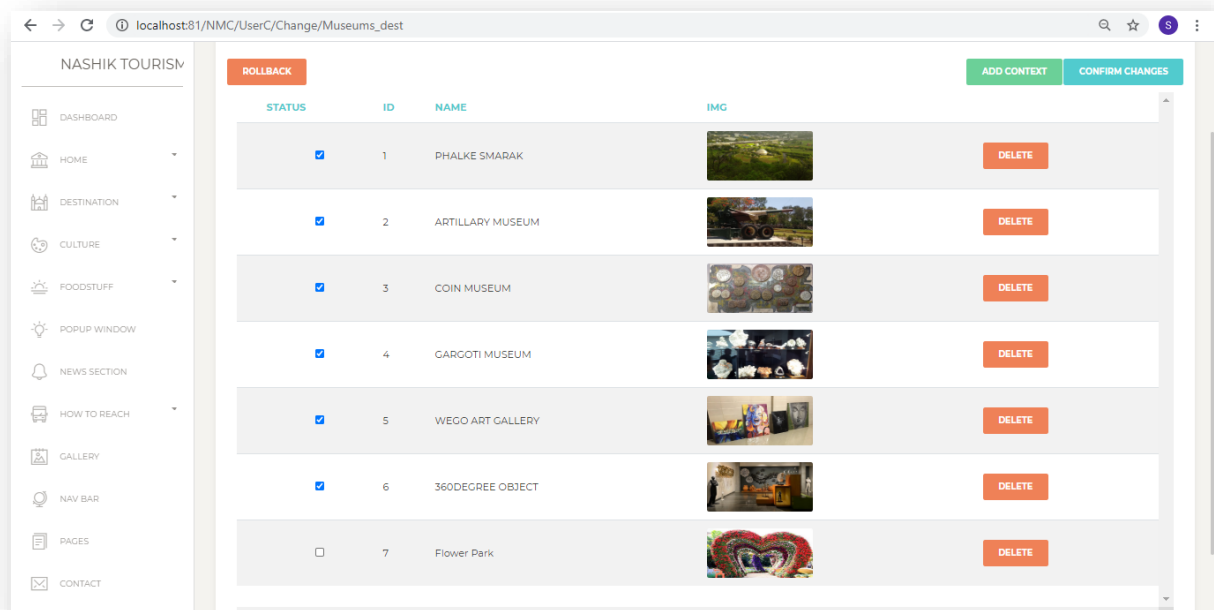 localhost:81/NMC/UserC/Change/Museums_dest
S
NASHIK TOURISM
DASHBOARD
HOME
DESTINATION
CULTURE
FOODSTUFF
POPUP WINDOW
NEWS SECTION
HOW TO REACH
GALLERY
NAV BAR
PAGES
CONTACT
ROLLBACK ADD CONTEXT CONFIRM CHANGES
STATUS ID NAME IMG
1 PHALKE SMARAK DELETE
2 ARTILLARY MUSEUM DELETE
3 COIN MUSEUM DELETE
4 GARGOTI MUSEUM DELETE
5 WEGO ART GALLERY DELETE
6 360DEGREE OBJECT DELETE
7 Flower Park DELETE